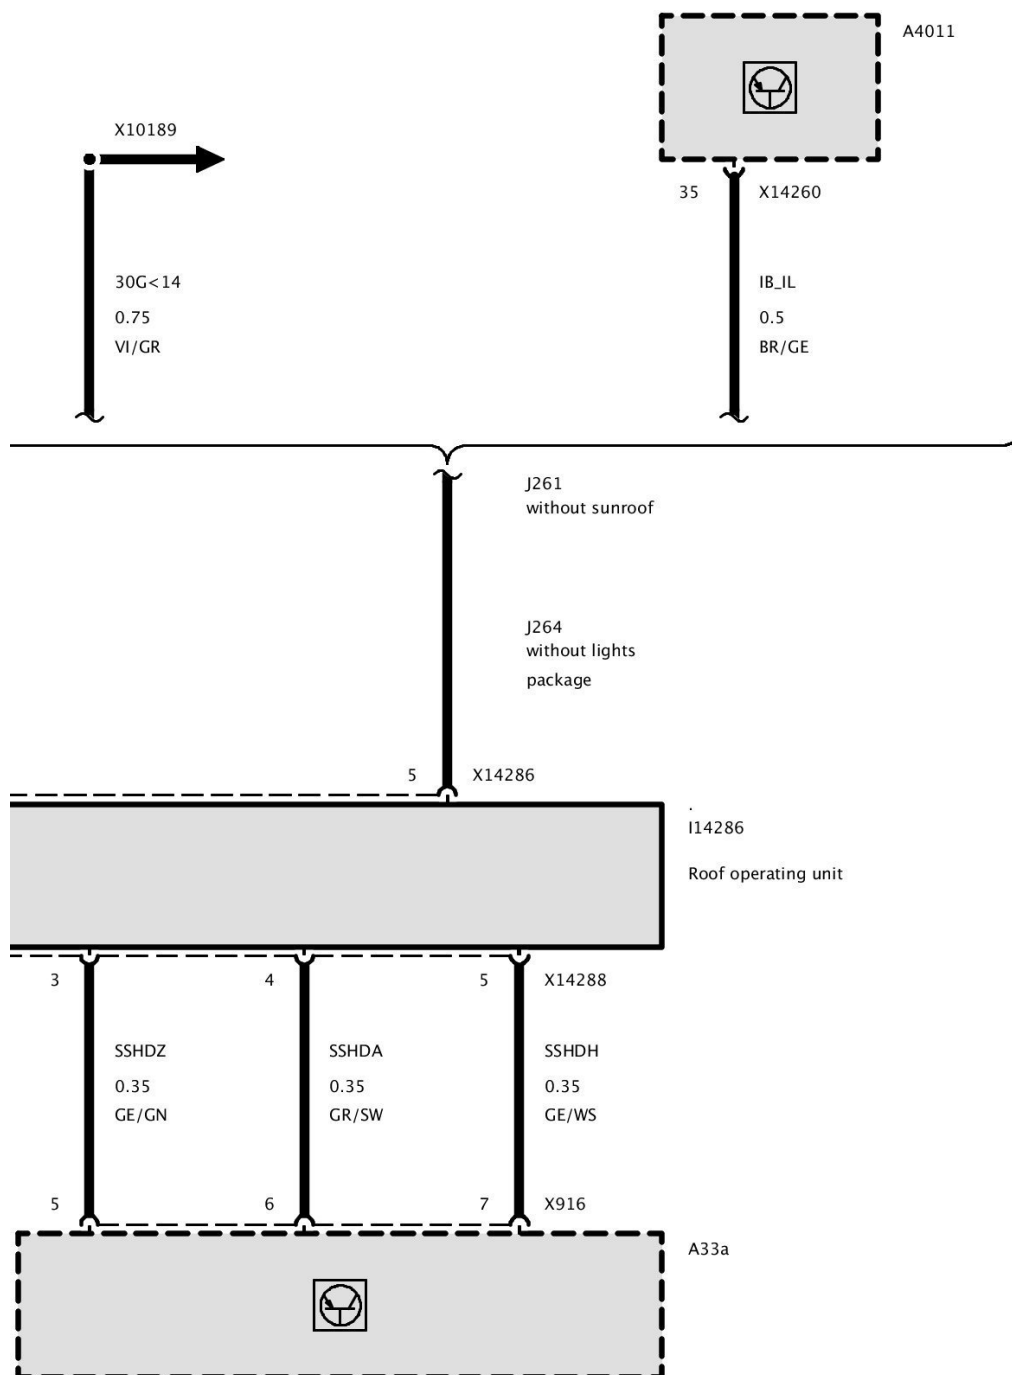 A4011
X10189
35 X14260
30G<14
0.75
VI/GR
IB_IL
0.5
BR/GE
J261
without sunroof
J264
without lights
package
5 X14286
.
I14286
Roof operating unit
3 4 5 X14288
SSHDZ
0.35
GE/GN
SSHDA
0.35
GR/SW
SSHDH
0.35
GE/WS
5 6 7 X916
A33a